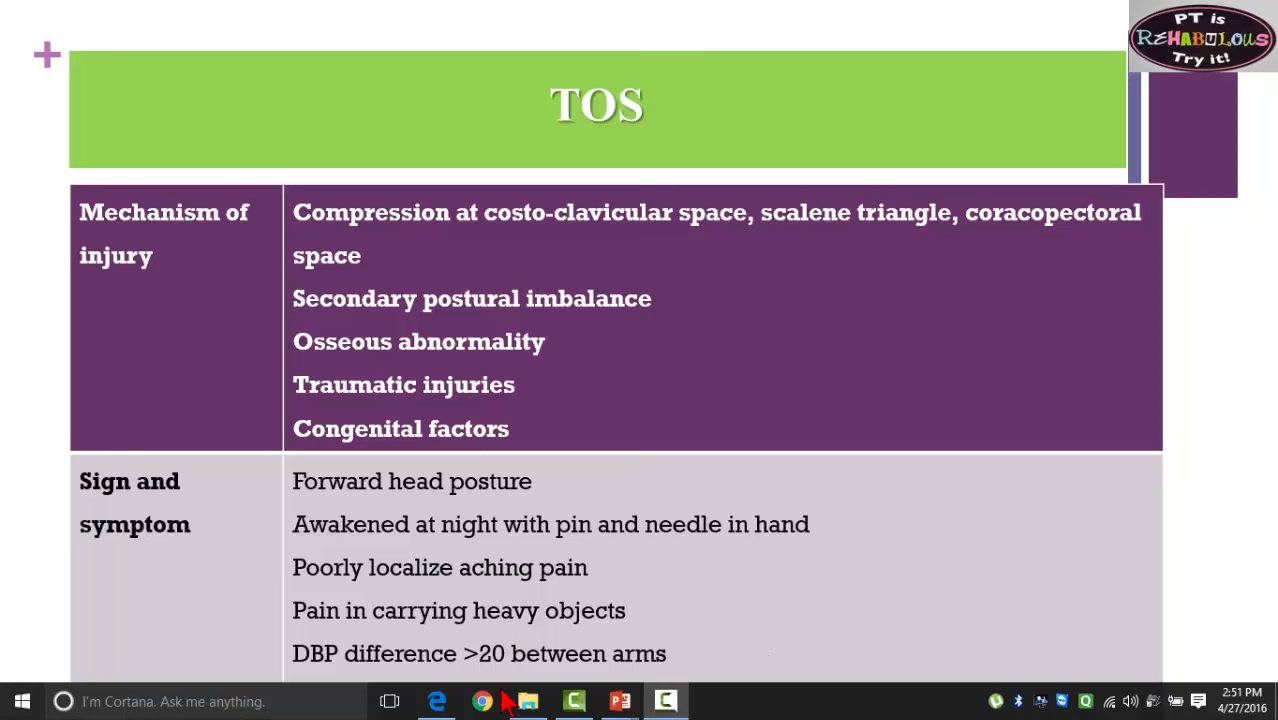 PT is
REHABULOUS
Try it!
+
TOS
Mechanism of injury
Compression at costo-clavicular space, scalene triangle, coracopectoral
space
Secondary postural imbalance
Osseous abnormality
Traumatic injuries
Congenital factors
Sign and
symptom
Forward head posture
Awakened at night with pin and needle in hand
Poorly localize aching pain
Pain in carrying heavy objects
DBP difference >20 between arms
I'm Cortana. Ask me anything.
2:51 PM
4/27/2016